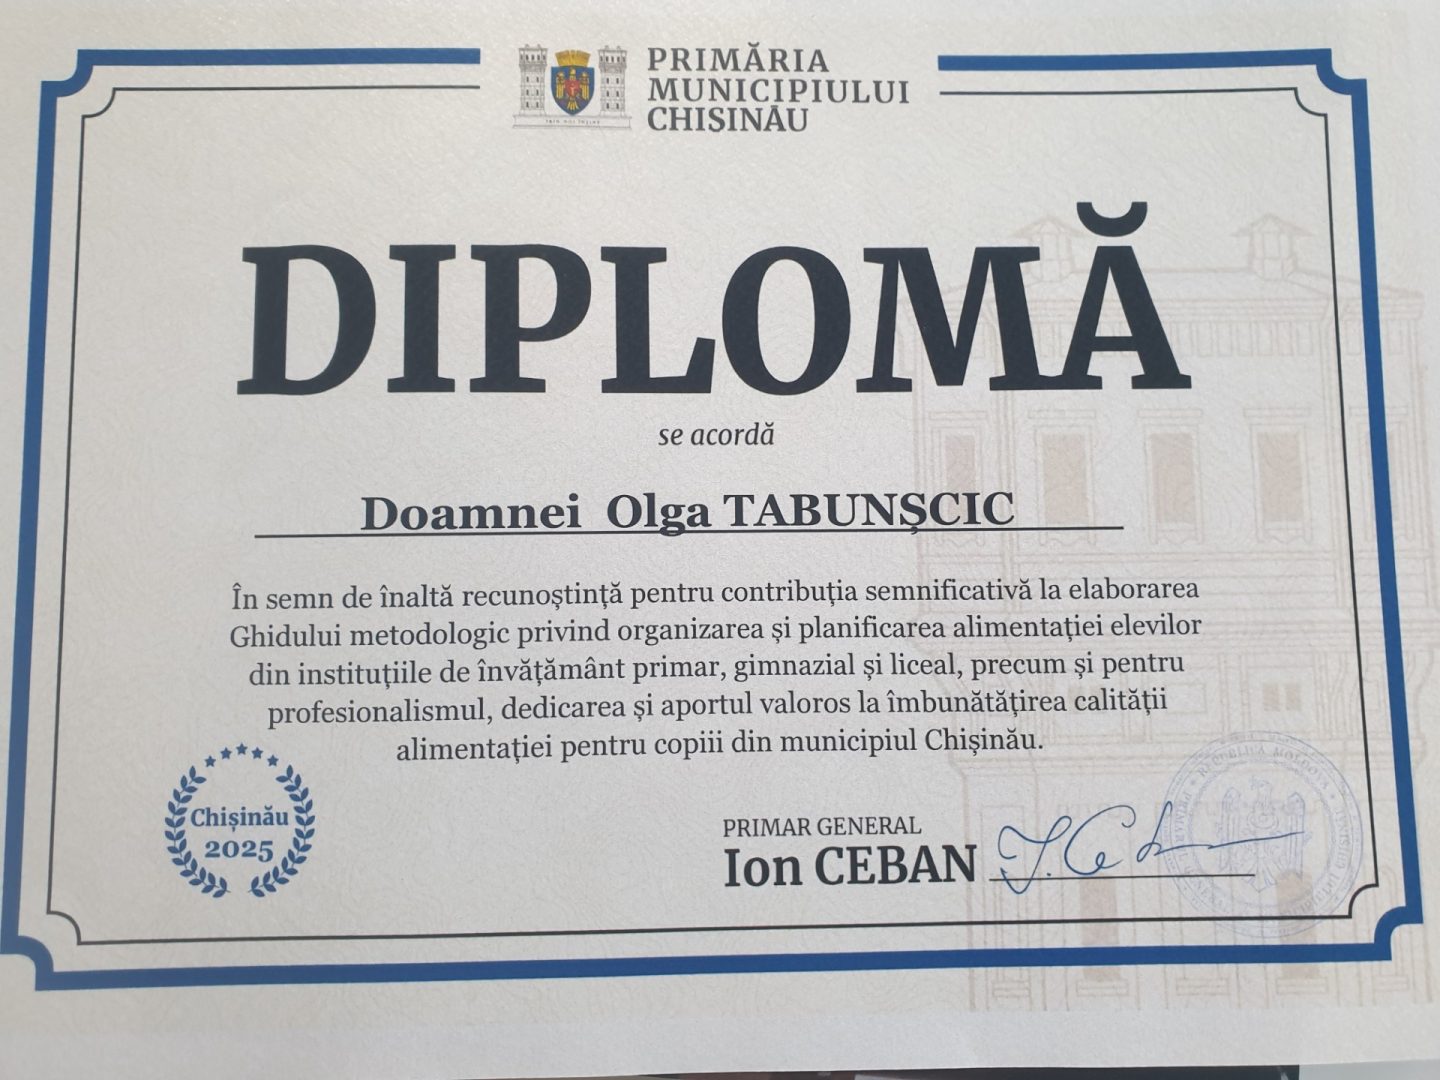 PRIMĂRIA
MUNICIPIULUI
CHIȘINĂU
DIPLOMĂ
se acordă
Doamnei Olga TABUNȘCIC
În semn de înaltă recunoștință pentru contribuția semnificativă la elaborarea
Ghidului metodologic privind organizarea și planificarea alimentației elevilor
din instituțiile de învățământ primar, gimnazial și liceal, precum și pentru
profesionalismul, dedicarea și aportul valoros la îmbunătățirea calității
alimentației pentru copiii din municipiul Chișinău.
Chișinău
2025
PRIMAR GENERAL
Ion CEBAN
REPUBLICA MOLDOVA